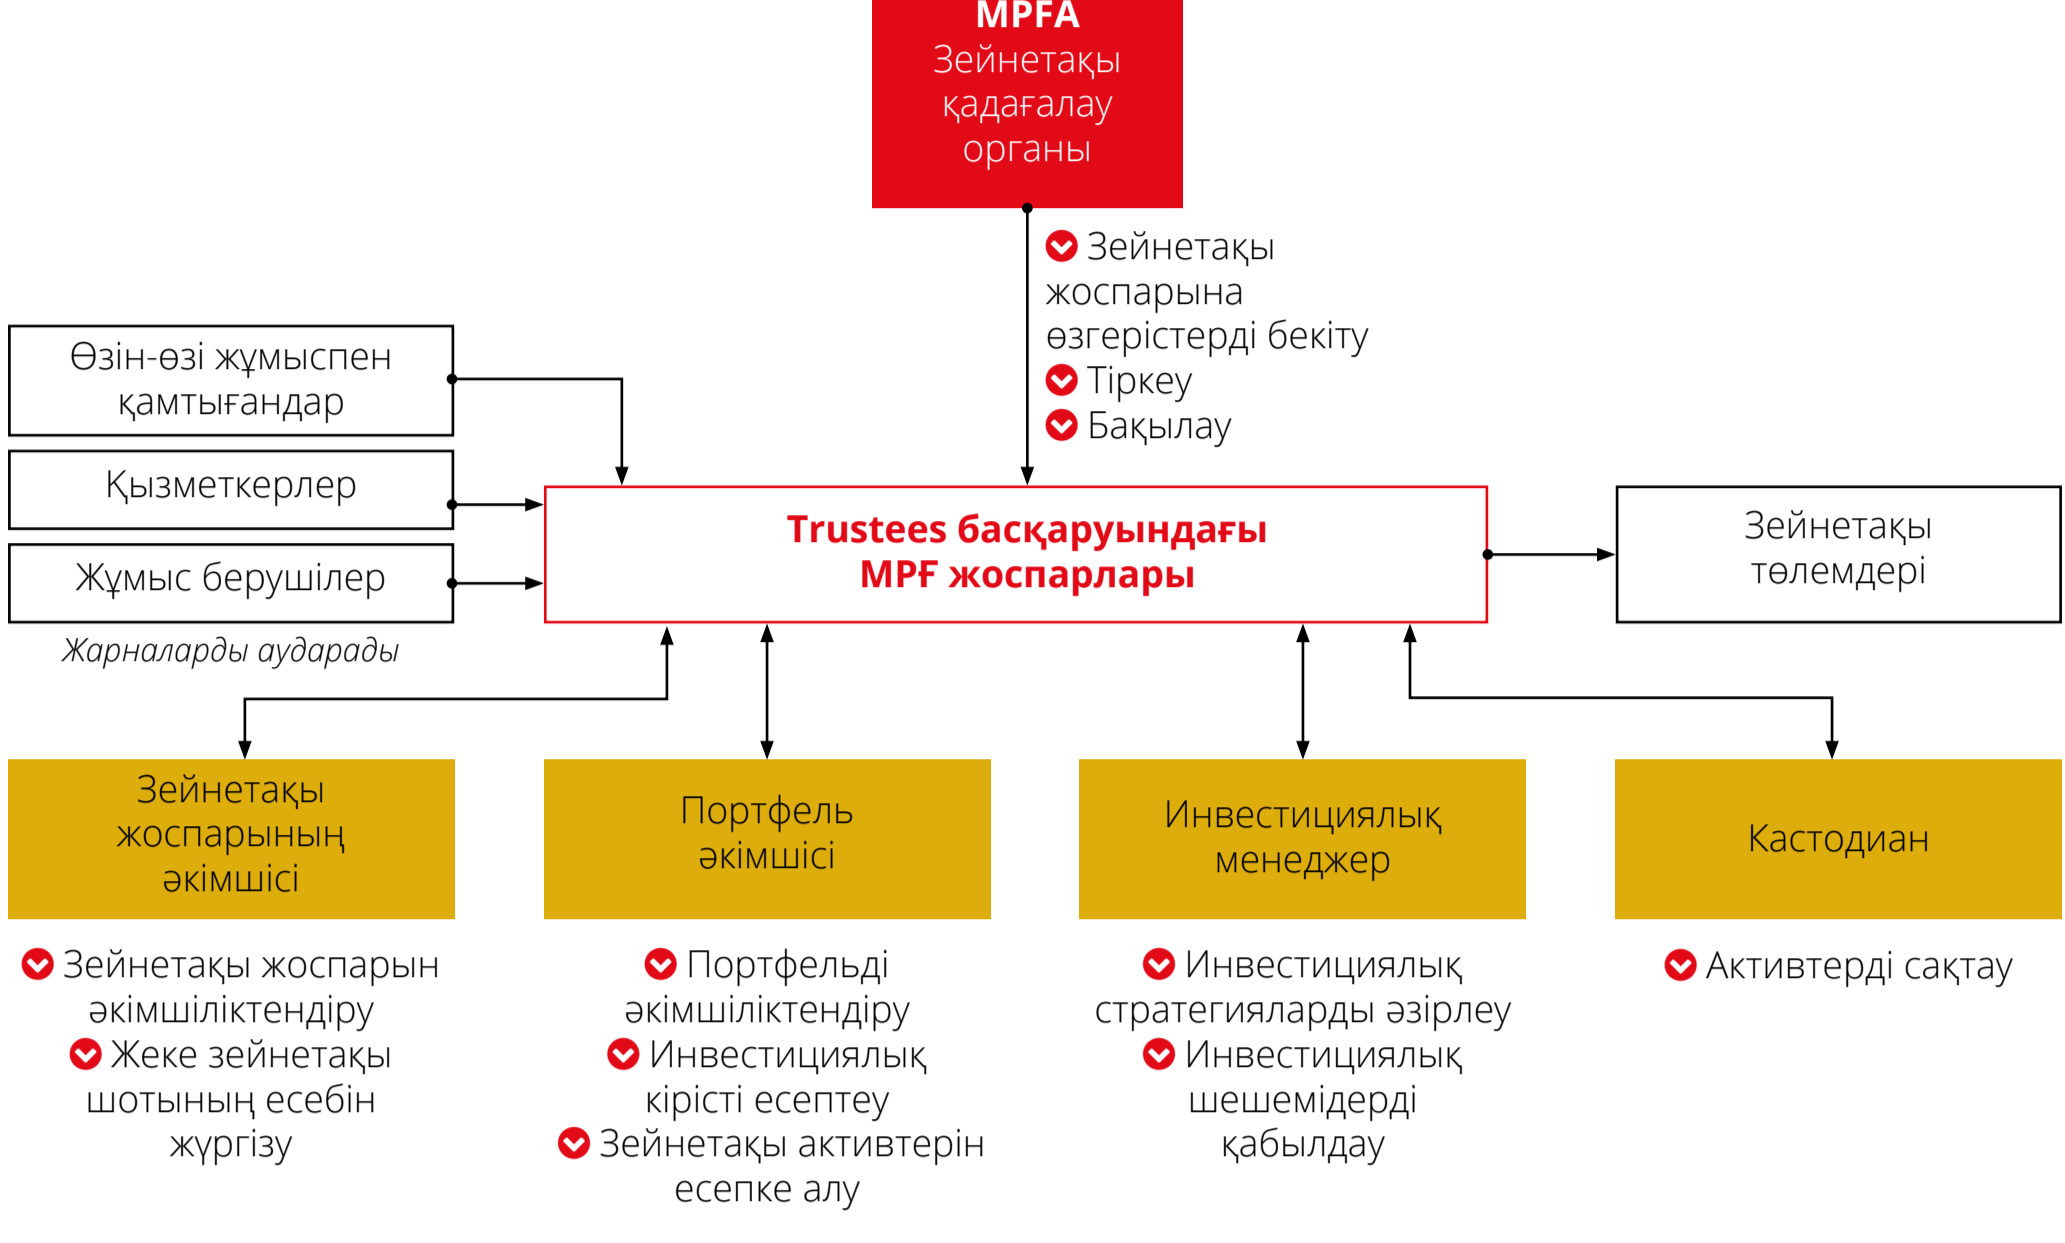 MPFA
Зейнетақы
қадағалау
органы
Зейнетақы
жоспарына
өзгерістерді бекіту
Тіркеу
Бақылау
Өзін-өзі жұмыспен
қамтығандар
Қызметкерлер
Жұмыс берушілер
Жарналарды аударады
Trustees басқаруындағы
MPҒ жоспарлары
Зейнетақы
төлемдері
Зейнетақы
жоспарының
әкімшісі
Зейнетақы жоспарын
әкімшіліктендіру
Жеке зейнетақы
шотының есебін
жүргізу
Портфель
әкімшісі
Портфельді
әкімшіліктендіру
Инвестициялық
кірісті есептеу
Зейнетақы активтерін
есепке алу
Инвестициялық
менеджер
Инвестициялық
стратегияларды әзірлеу
Инвестициялық
шешемідерді
қабылдау
Кастодиан
Активтерді сақтау